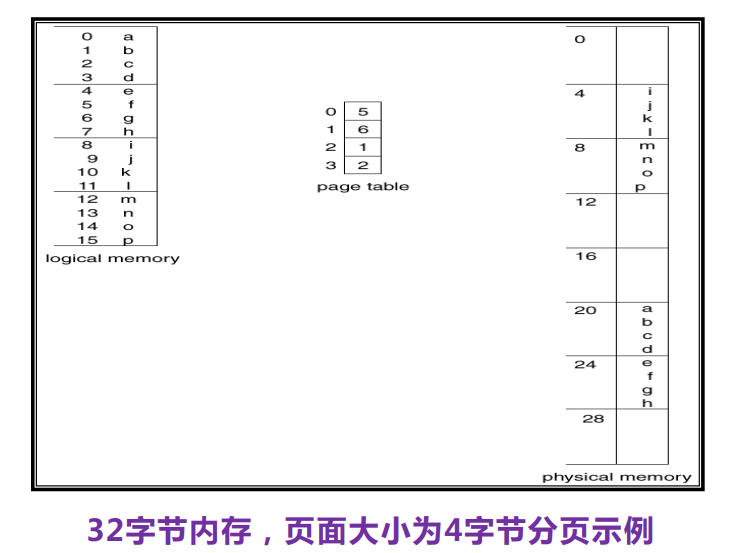 0 a
1 b
2 c
3 d
4 e
5 f
6 g
7 h
8 i
9 j
10 k
11 l
12 m
13 n
14 o
15 p
logical memory
0 5
1 6
2 1
3 2
page table
0
4 i
j
k
l
8 m
n
o
p
12
16
20 a
b
c
d
24 e
f
g
h
28
physical memory
32字节内存，页面大小为4字节分页示例